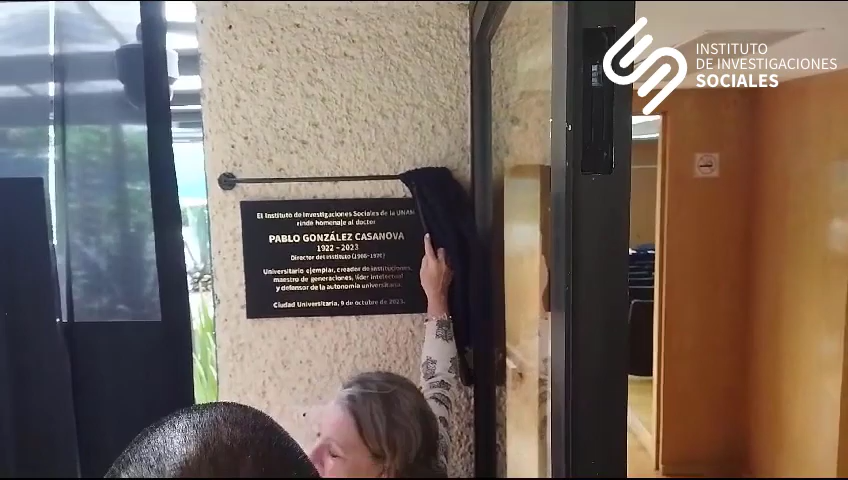 INSTITUTO
DE INVESTIGACIONES
SOCIALES
El Instituto de Investigaciones Sociales de la UNAM
rinde homenaje al doctor
PABLO GONZÁLEZ CASANOVA
1922 - 2023
Director del Instituto (1966-1970)
Universitario ejemplar, creador de instituciones,
maestro de generaciones, líder intelectual
y defensor de la autonomía universitaria.
Ciudad Universitaria, 9 de octubre de 2023.